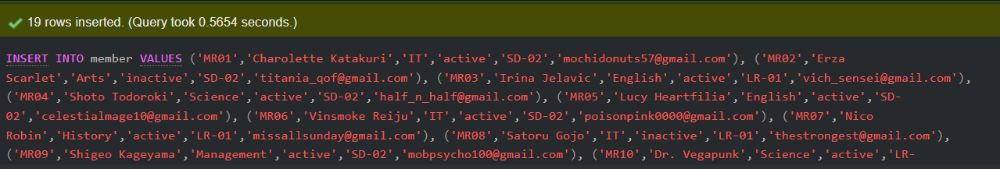 19 rows inserted. (Query took 0.5654 seconds.)
INSERT INTO member VALUES ('MR01','Charolette Katakuri','IT','active','SD-02','mochidonuts57@gmail.com'), ('MR02','Erza
Scarlet','Arts','inactive','SD-02','titania_qof@gmail.com'), ('MR03','Irina Jelavic','English','active','LR-01','vich_sensei@gmail.com'),
('MR04','Shoto Todoroki','Science','active','SD-02','half_n_half@gmail.com'), ('MR05','Lucy Heartfilia','English','active','SD-
02','celestialmage10@gmail.com'), ('MR06','Vinsmoke Reiju','IT','active','SD-02','poisonpink0000@gmail.com'), ('MR07','Nico
Robin','History','active','LR-01','missallsunday@gmail.com'), ('MR08','Satoru Gojo','IT','inactive','LR-01','thestrongest@gmail.com'),
('MR09','Shigeo Kageyama','Management','active','SD-02','mobpsycho100@gmail.com'), ('MR10','Dr. Vegapunk','Science','active','LR-